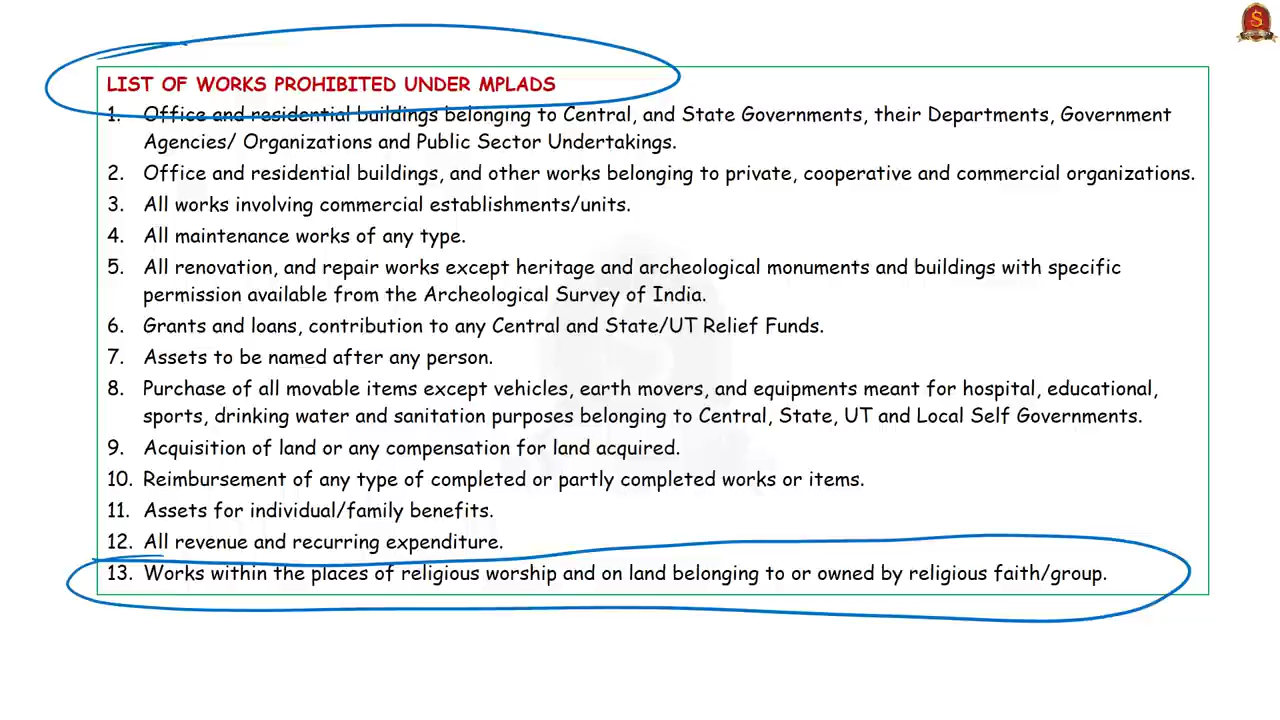 LIST OF WORKS PROHIBITED UNDER MPLADS
1. Office and residential buildings belonging to Central, and State Governments, their Departments, Government
Agencies/ Organizations and Public Sector Undertakings.
2. Office and residential buildings, and other works belonging to private, cooperative and commercial organizations.
3. All works involving commercial establishments/units.
4. All maintenance works of any type.
5. All renovation, and repair works except heritage and archeological monuments and buildings with specific
permission available from the Archeological Survey of India.
6. Grants and loans, contribution to any Central and State/UT Relief Funds.
7. Assets to be named after any person.
8. Purchase of all movable items except vehicles, earth movers, and equipments meant for hospital, educational,
sports, drinking water and sanitation purposes belonging to Central, State, UT and Local Self Governments.
9. Acquisition of land or any compensation for land acquired.
10. Reimbursement of any type of completed or partly completed works or items.
11. Assets for individual/family benefits.
12. All revenue and recurring expenditure.
13. Works within the places of religious worship and on land belonging to or owned by religious faith/group.